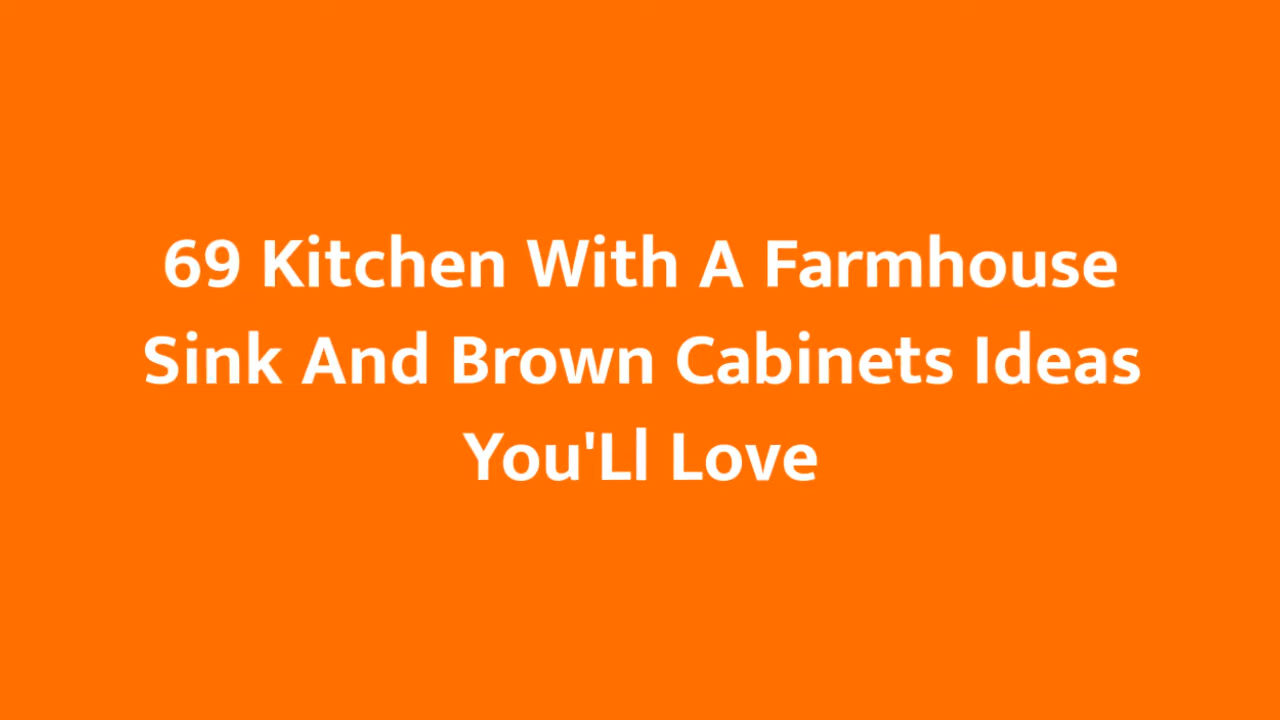 69 Kitchen With A Farmhouse
Sink And Brown Cabinets Ideas
You'Ll Love